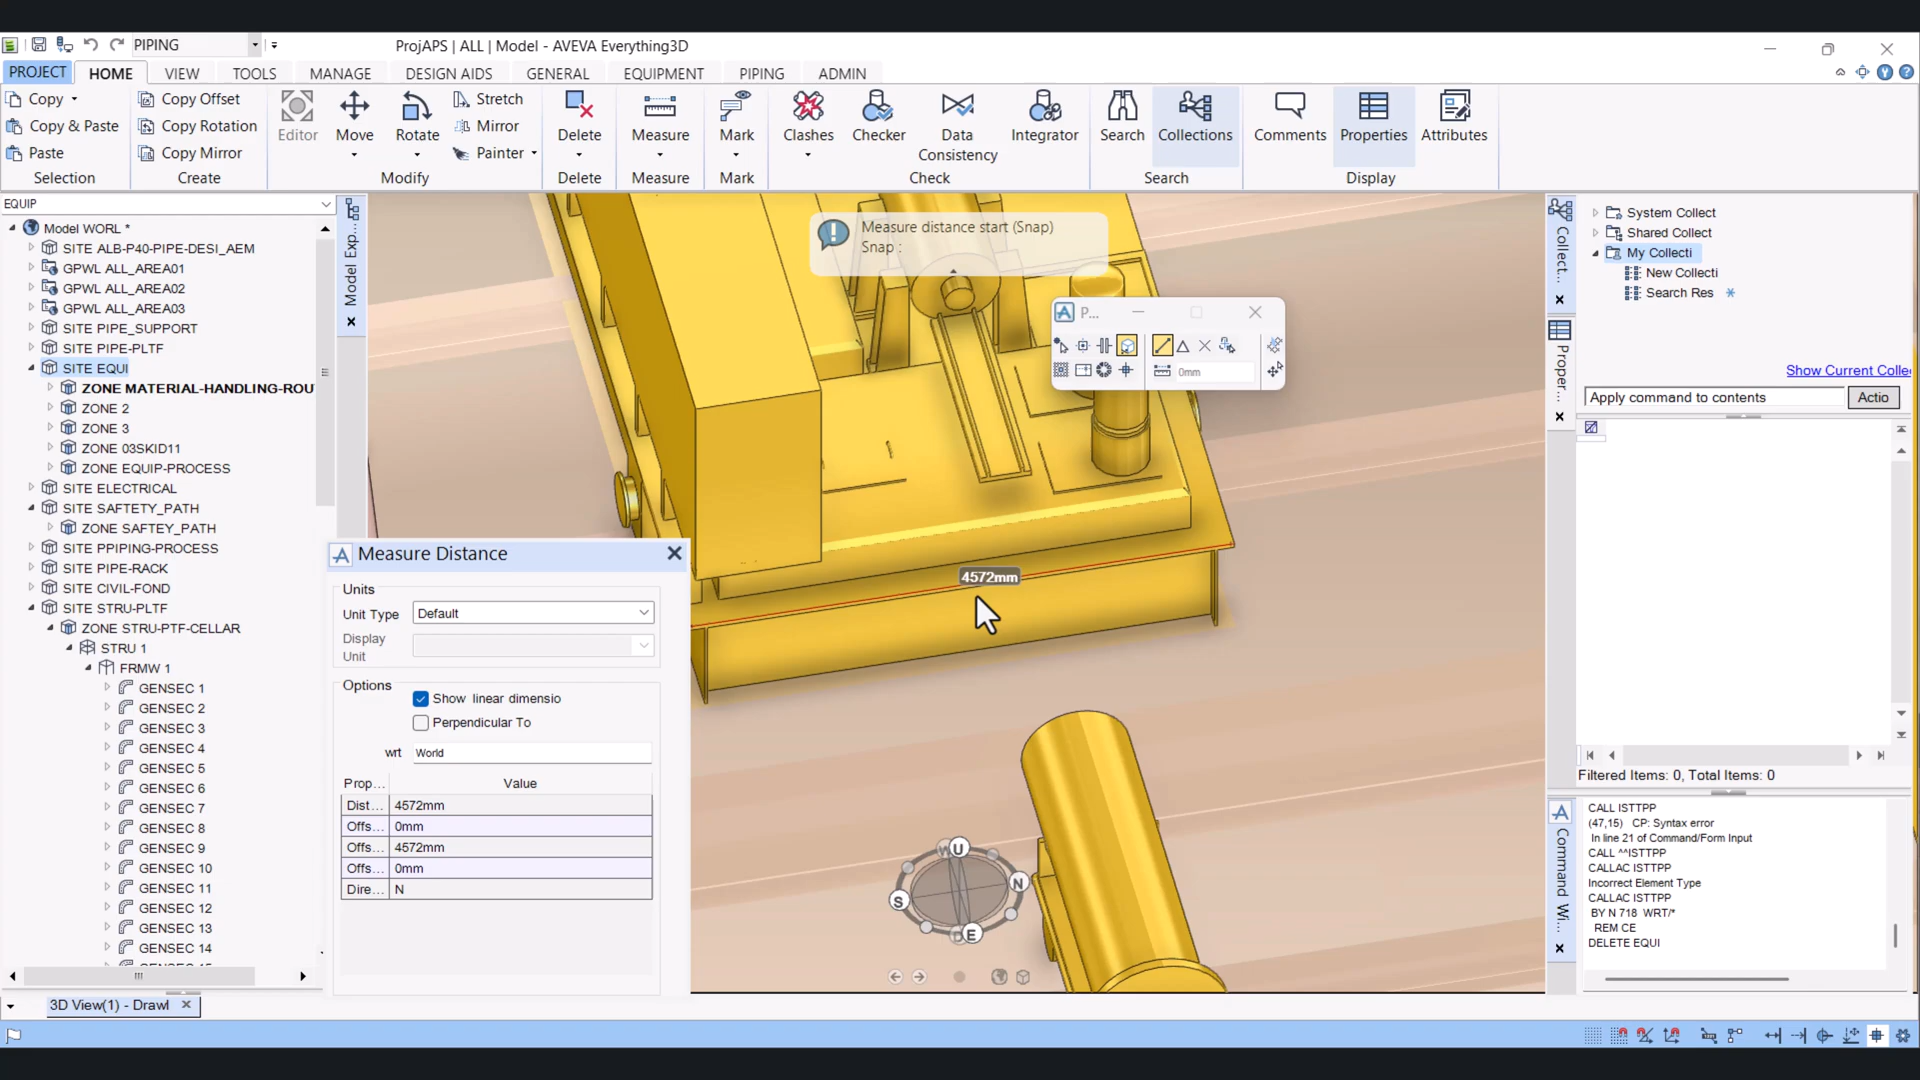 PIPING
ProjAPS | ALL | Model - AVEVA Everything3D
PROJECT
HOME
VIEW
TOOLS
MANAGE
DESIGN AIDS
GENERAL
EQUIPMENT
PIPING
ADMIN
Copy
Copy & Paste
Paste
Selection
Copy Offset
Copy Rotation
Copy Mirror
Create
Editor
Move
Rotate
Stretch
Mirror
Painter
Modify
Delete
Delete
Measure
Measure
Mark
Mark
Clashes
Checker
Data
Consistency
Integrator
Check
Search
Collections
Search
Comments
Properties
Attributes
Display
EQUIP
Model WORL *
SITE ALB-P40-PIPE-DESI_AEM
GPWL ALL_AREA01
GPWL ALL_AREA02
GPWL ALL_AREA03
SITE PIPE_SUPPORT
SITE PIPE-PLTF
SITE EQUI
ZONE MATERIAL-HANDLING-ROU
ZONE 2
ZONE 3
ZONE 03SKID11
ZONE EQUIP-PROCESS
SITE ELECTRICAL
SITE SAFTETY_PATH
ZONE SAFTEY_PATH
SITE PPIPING-PROCESS
SITE PIPE-RACK
SITE CIVIL-FOND
SITE STRU-PLTF
ZONE STRU-PTF-CELLAR
STRU 1
FRMW 1
GENSEC 1
GENSEC 2
GENSEC 3
GENSEC 4
GENSEC 5
GENSEC 6
GENSEC 7
GENSEC 8
GENSEC 9
GENSEC 10
GENSEC 11
GENSEC 12
GENSEC 13
GENSEC 14
Model Exp...
Measure distance start (Snap)
Snap :
P...
0mm
4572mm
Measure Distance
Units
Unit Type
Default
Display
Unit
Options
Show linear dimensio
Perpendicular To
wrt
World
Prop...
Value
Dist...
4572mm
Offs...
0mm
Offs...
4572mm
Offs...
0mm
Dire...
N
U
W
N
S
D
E
3D View(1) - Drawl
Collect...
Proper...
Command Wi...
System Collect
Shared Collect
My Collecti
New Collecti
Search Res
Show Current Colle
Apply command to contents
Actio
Filtered Items: 0, Total Items: 0
CALL ISTTPP
(47,15) CP: Syntax error
In line 21 of Command/Form Input
CALL ^^ISTTPP
CALLAC ISTTPP
Incorrect Element Type
CALLAC ISTTPP
BY N 718 WRT/*
REM CE
DELETE EQUI